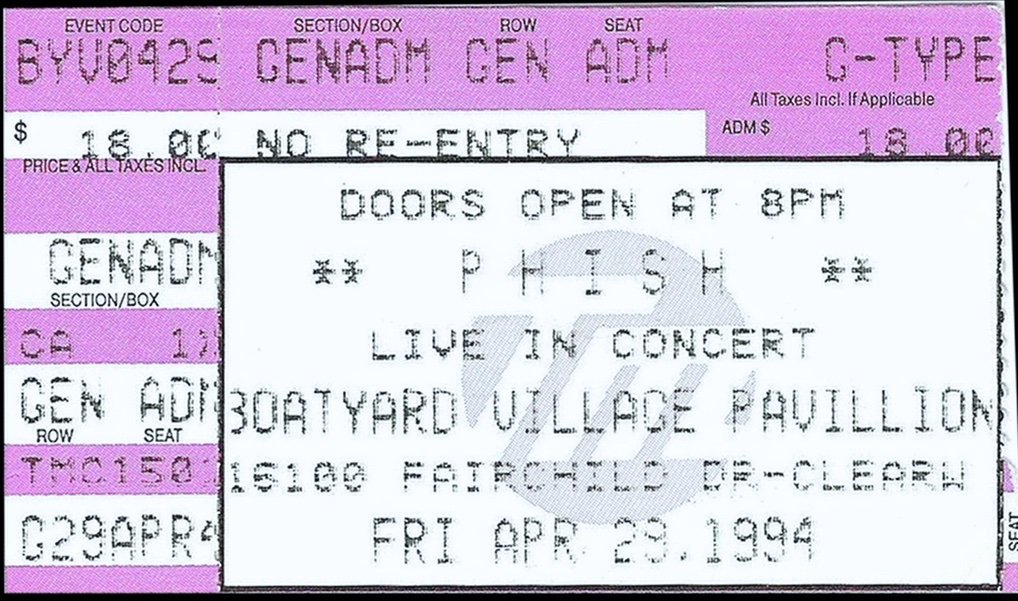 EVENT CODE SECTION/BOX ROW SEAT
BYV0429 GENADM GEN ADM G-TYPE
All Taxes Incl. If Applicable
$ 18.00 NO RE-ENTRY ADM $ 18.00
PRICE & ALL TAXES INCL.
DOORS OPEN AT 8PM
GENADM ** P H I S H **
SECTION/BOX
CA LIVE IN CONCERT
GEN ADM BOATYARD VILLAGE PAVILLION
ROW SEAT
TMC1501 16100 FAIRCHILD DR-CLEARW
G29APR4 FRI APR 29.1994
SEAT